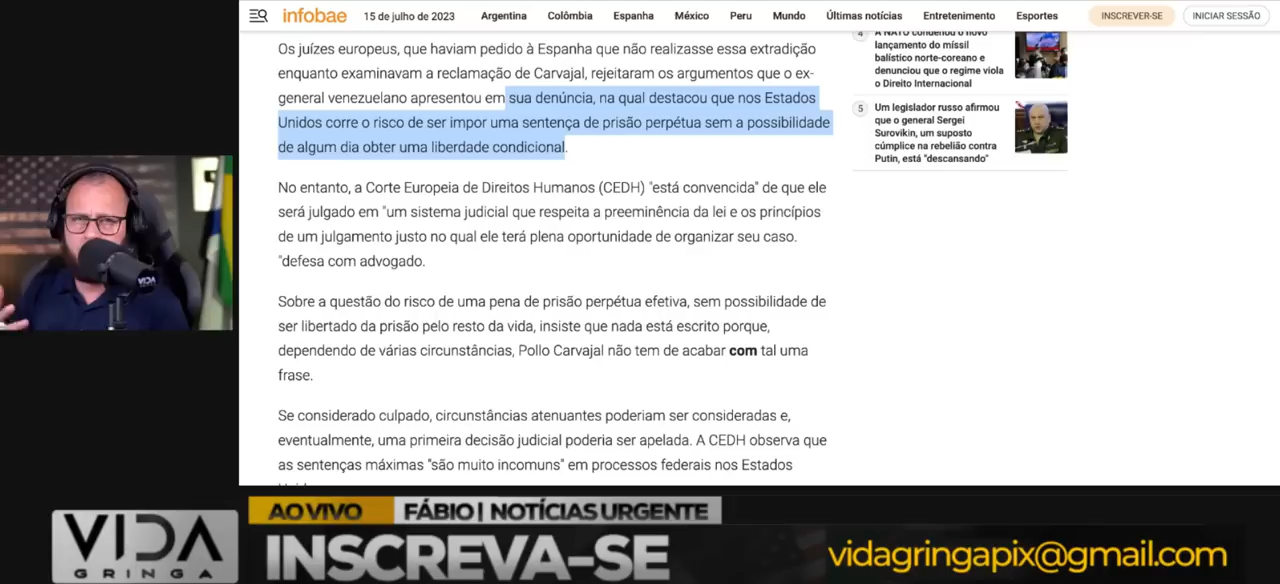 infobae 15 de julho de 2023 Argentina Colômbia Espanha México Peru Mundo Últimas notícias Entretenimento Esportes INSCREVER-SE INICIAR SESSÃO
Os juízes europeus, que haviam pedido à Espanha que não realizasse essa extradição
enquanto examinavam a reclamação de Carvajal, rejeitaram os argumentos que o ex-
general venezuelano apresentou em sua denúncia, na qual destacou que nos Estados
Unidos corre o risco de ser impor uma sentença de prisão perpétua sem a possibilidade
de algum dia obter uma liberdade condicional.
No entanto, a Corte Europeia de Direitos Humanos (CEDH) "está convencida" de que ele
será julgado em "um sistema judicial que respeita a preeminência da lei e os princípios
de um julgamento justo no qual ele terá plena oportunidade de organizar seu caso.
"defesa com advogado.
Sobre a questão do risco de uma pena de prisão perpétua efetiva, sem possibilidade de
ser libertado da prisão pelo resto da vida, insiste que nada está escrito porque,
dependendo de várias circunstâncias, Pollo Carvajal não tem de acabar com tal uma
frase.
Se considerado culpado, circunstâncias atenuantes poderiam ser consideradas e,
eventualmente, uma primeira decisão judicial poderia ser apelada. A CEDH observa que
as sentenças máximas "são muito incomuns" em processos federais nos Estados
4
A NATO condenou o novo
lançamento do míssil
balístico norte-coreano e
denunciou que o regime viola
o Direito Internacional
5
Um legislador russo afirmou
que o general Sergei
Surovikin, um suposto
cúmplice na rebelião contra
Putin, está "descansando"
VIDA
VIDA
GRINGA
AO VIVO FÁBIO | NOTÍCIAS URGENTE
INSCREVA-SE
vidagringapix@gmail.com